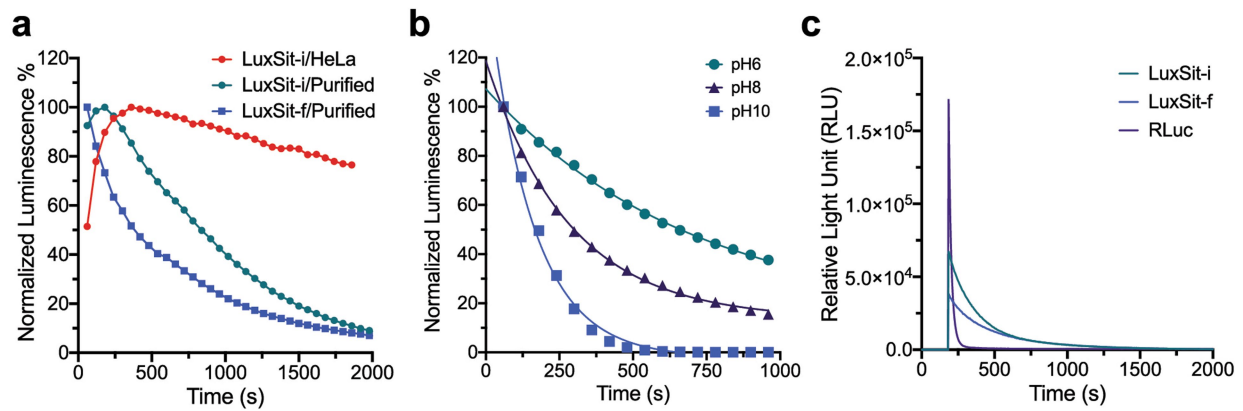 a
LuxSit-i/HeLa
LuxSit-i/Purified
LuxSit-f/Purified
Normalized Luminescence %
120
100
80
60
40
20
0
0 500 1000 1500 2000
Time (s)
b
pH6
pH8
pH10
Normalized Luminescence %
120
100
80
60
40
20
0
0 250 500 750 1000
Time (s)
c
LuxSit-i
LuxSit-f
RLuc
Relative Light Unit (RLU)
2.0×10⁵
1.5×10⁵
1.0×10⁵
5.0×10⁴
0.0
0 500 1000 1500 2000
Time (s)